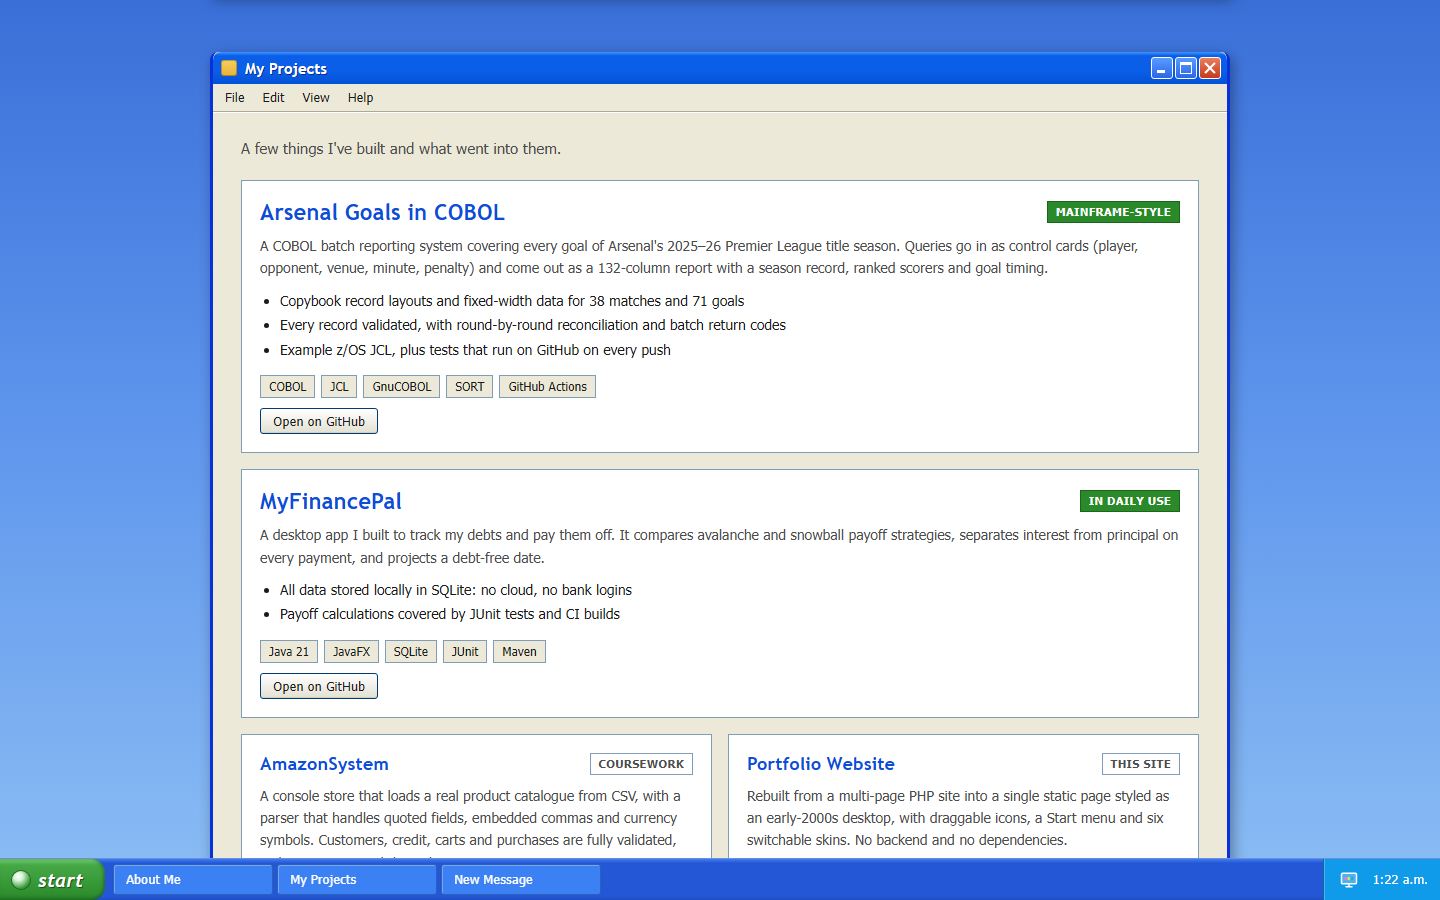 My Projects
File Edit View Help
A few things I've built and what went into them.
Arsenal Goals in COBOL
MAINFRAME-STYLE
A COBOL batch reporting system covering every goal of Arsenal's 2025–26 Premier League title season. Queries go in as control cards (player,
opponent, venue, minute, penalty) and come out as a 132-column report with a season record, ranked scorers and goal timing.
• Copybook record layouts and fixed-width data for 38 matches and 71 goals
• Every record validated, with round-by-round reconciliation and batch return codes
• Example z/OS JCL, plus tests that run on GitHub on every push
COBOL JCL GnuCOBOL SORT GitHub Actions
Open on GitHub
MyFinancePal
IN DAILY USE
A desktop app I built to track my debts and pay them off. It compares avalanche and snowball payoff strategies, separates interest from principal on
every payment, and projects a debt-free date.
• All data stored locally in SQLite: no cloud, no bank logins
• Payoff calculations covered by JUnit tests and CI builds
Java 21 JavaFX SQLite JUnit Maven
Open on GitHub
AmazonSystem
COURSEWORK
A console store that loads a real product catalogue from CSV, with a
parser that handles quoted fields, embedded commas and currency
symbols. Customers, credit, carts and purchases are fully validated,
Portfolio Website
THIS SITE
Rebuilt from a multi-page PHP site into a single static page styled as
an early-2000s desktop, with draggable icons, a Start menu and six
switchable skins. No backend and no dependencies.
start
About Me
My Projects
New Message
1:22 a.m.